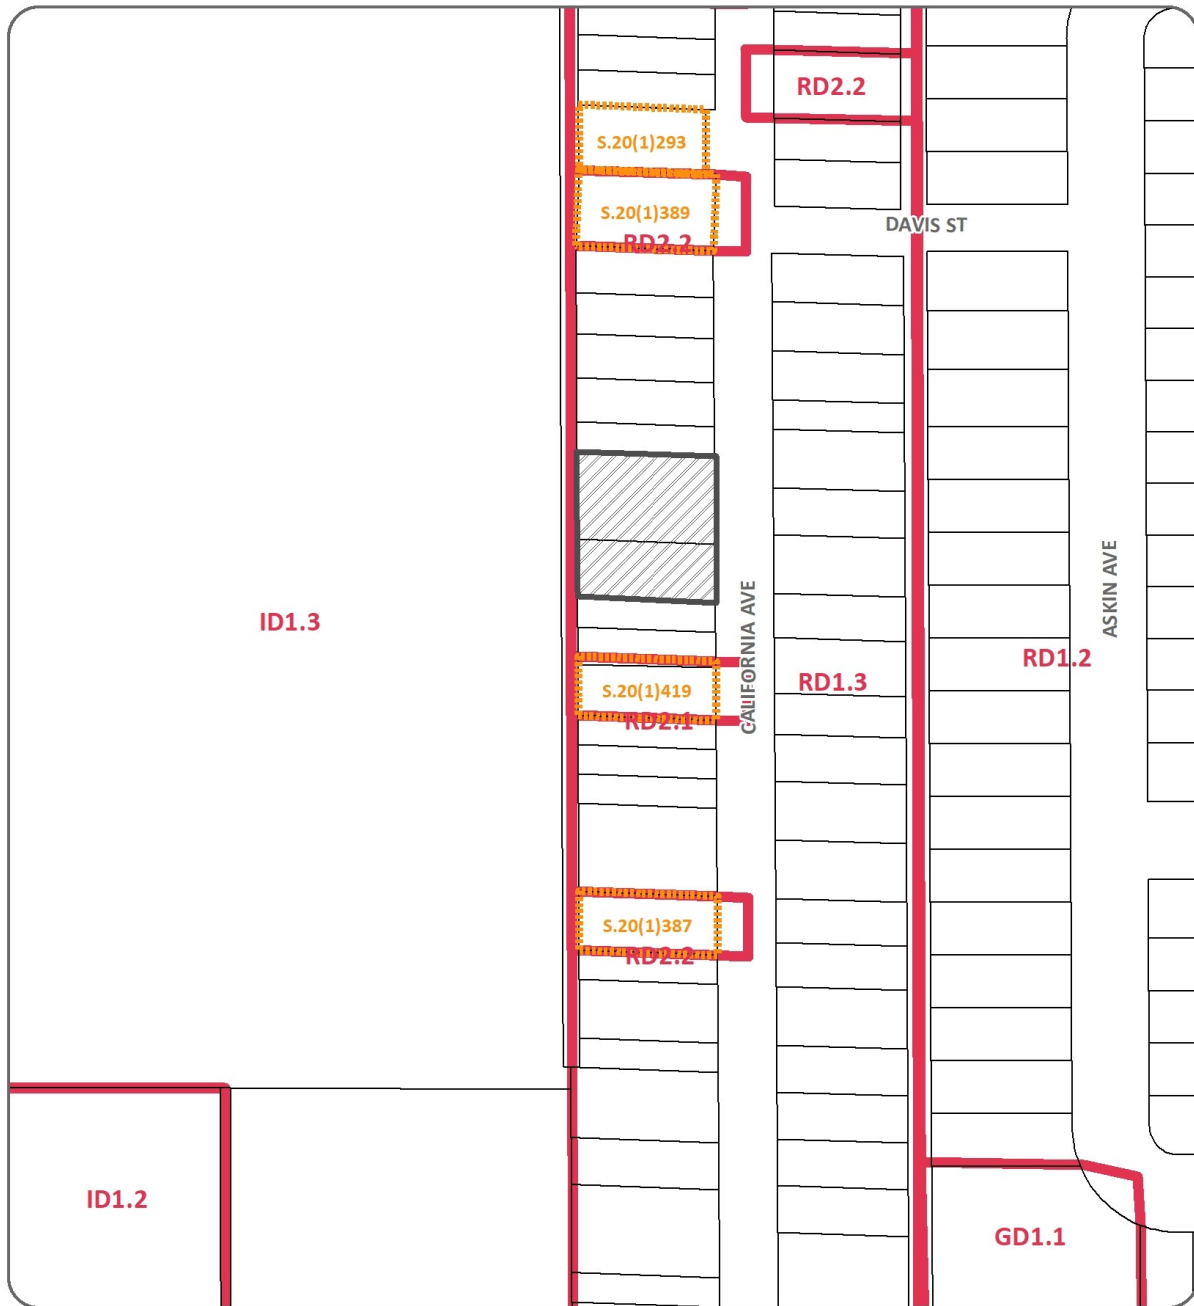 RD2.2
S.20(1)293
S.20(1)389
DAVIS ST
RD2.2
ASKIN AVE
ID1.3
CALIFORNIA AVE
RD1.2
RD1.3
S.20(1)419
RD2.1
S.20(1)387
RD2.2
ID1.2
GD1.1